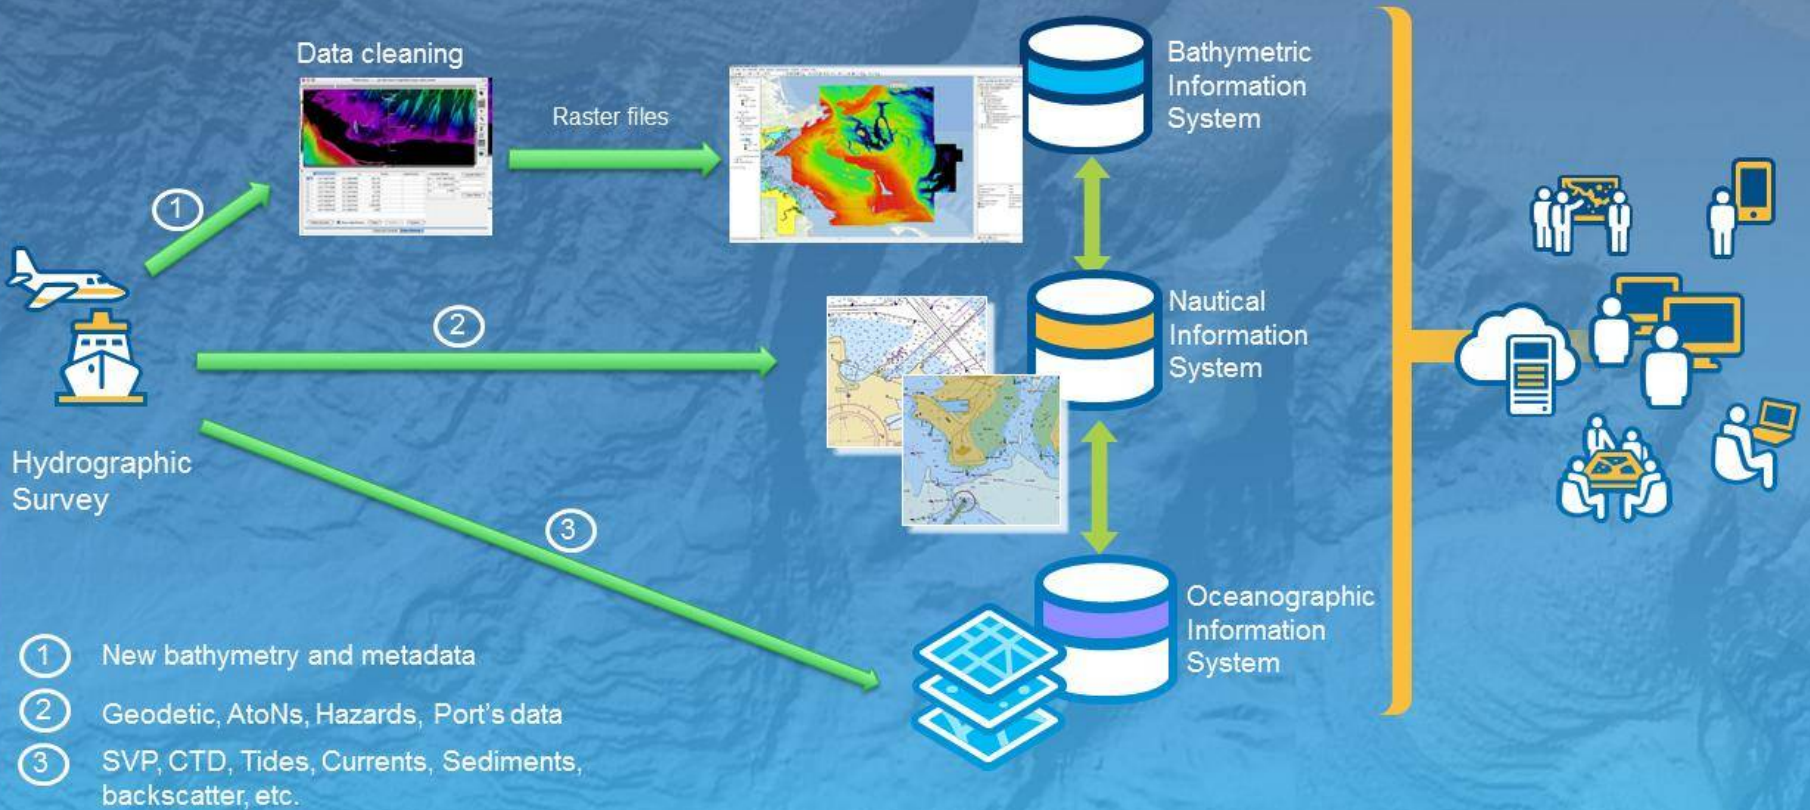 Data cleaning
Raster files
Bathymetric
Information
System
1
2
Nautical
Information
System
Hydrographic
Survey
3
Oceanographic
Information
System
1 New bathymetry and metadata
2 Geodetic, AtoNs, Hazards, Port's data
3 SVP, CTD, Tides, Currents, Sediments,
backscatter, etc.